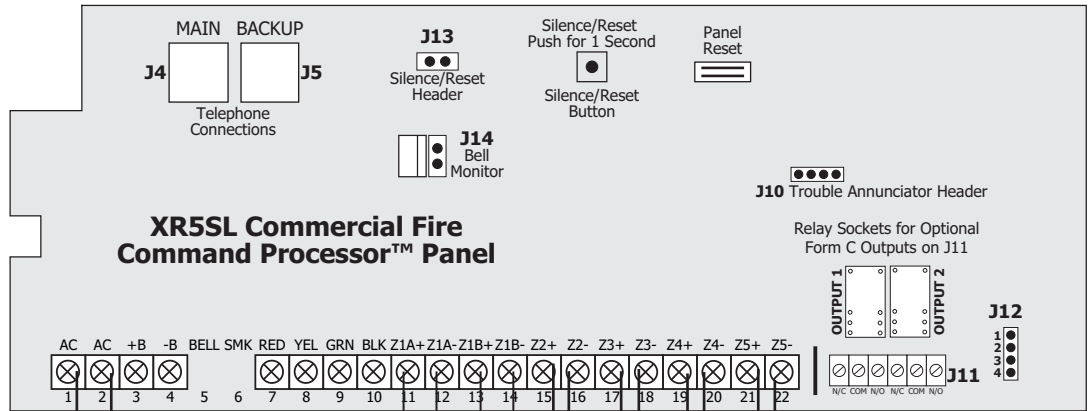 MAIN BACKUP
J4
J5
Telephone
Connections
J13
Silence/Reset
Header
J14
Bell
Monitor
Silence/Reset
Push for 1 Second
Silence/Reset
Button
Panel
Reset
J10 Trouble Annunciator Header
XR5SL Commercial Fire
Command Processor™ Panel
Relay Sockets for Optional
Form C Outputs on J11
OUTPUT 1
OUTPUT 2
J12
1
2
3
4
AC AC +B -B BELL SMK RED YEL GRN BLK Z1A+ Z1A- Z1B+ Z1B- Z2+ Z2- Z3+ Z3- Z4+ Z4- Z5+ Z5-
J11
N/C COM N/O N/C COM N/O
1 2 3 4 5 6 7 8 9 10 11 12 13 14 15 16 17 18 19 20 21 22